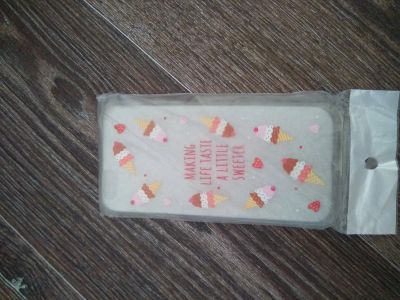 MAKING
LIFE TASTE
A LITTLE
SWEETER